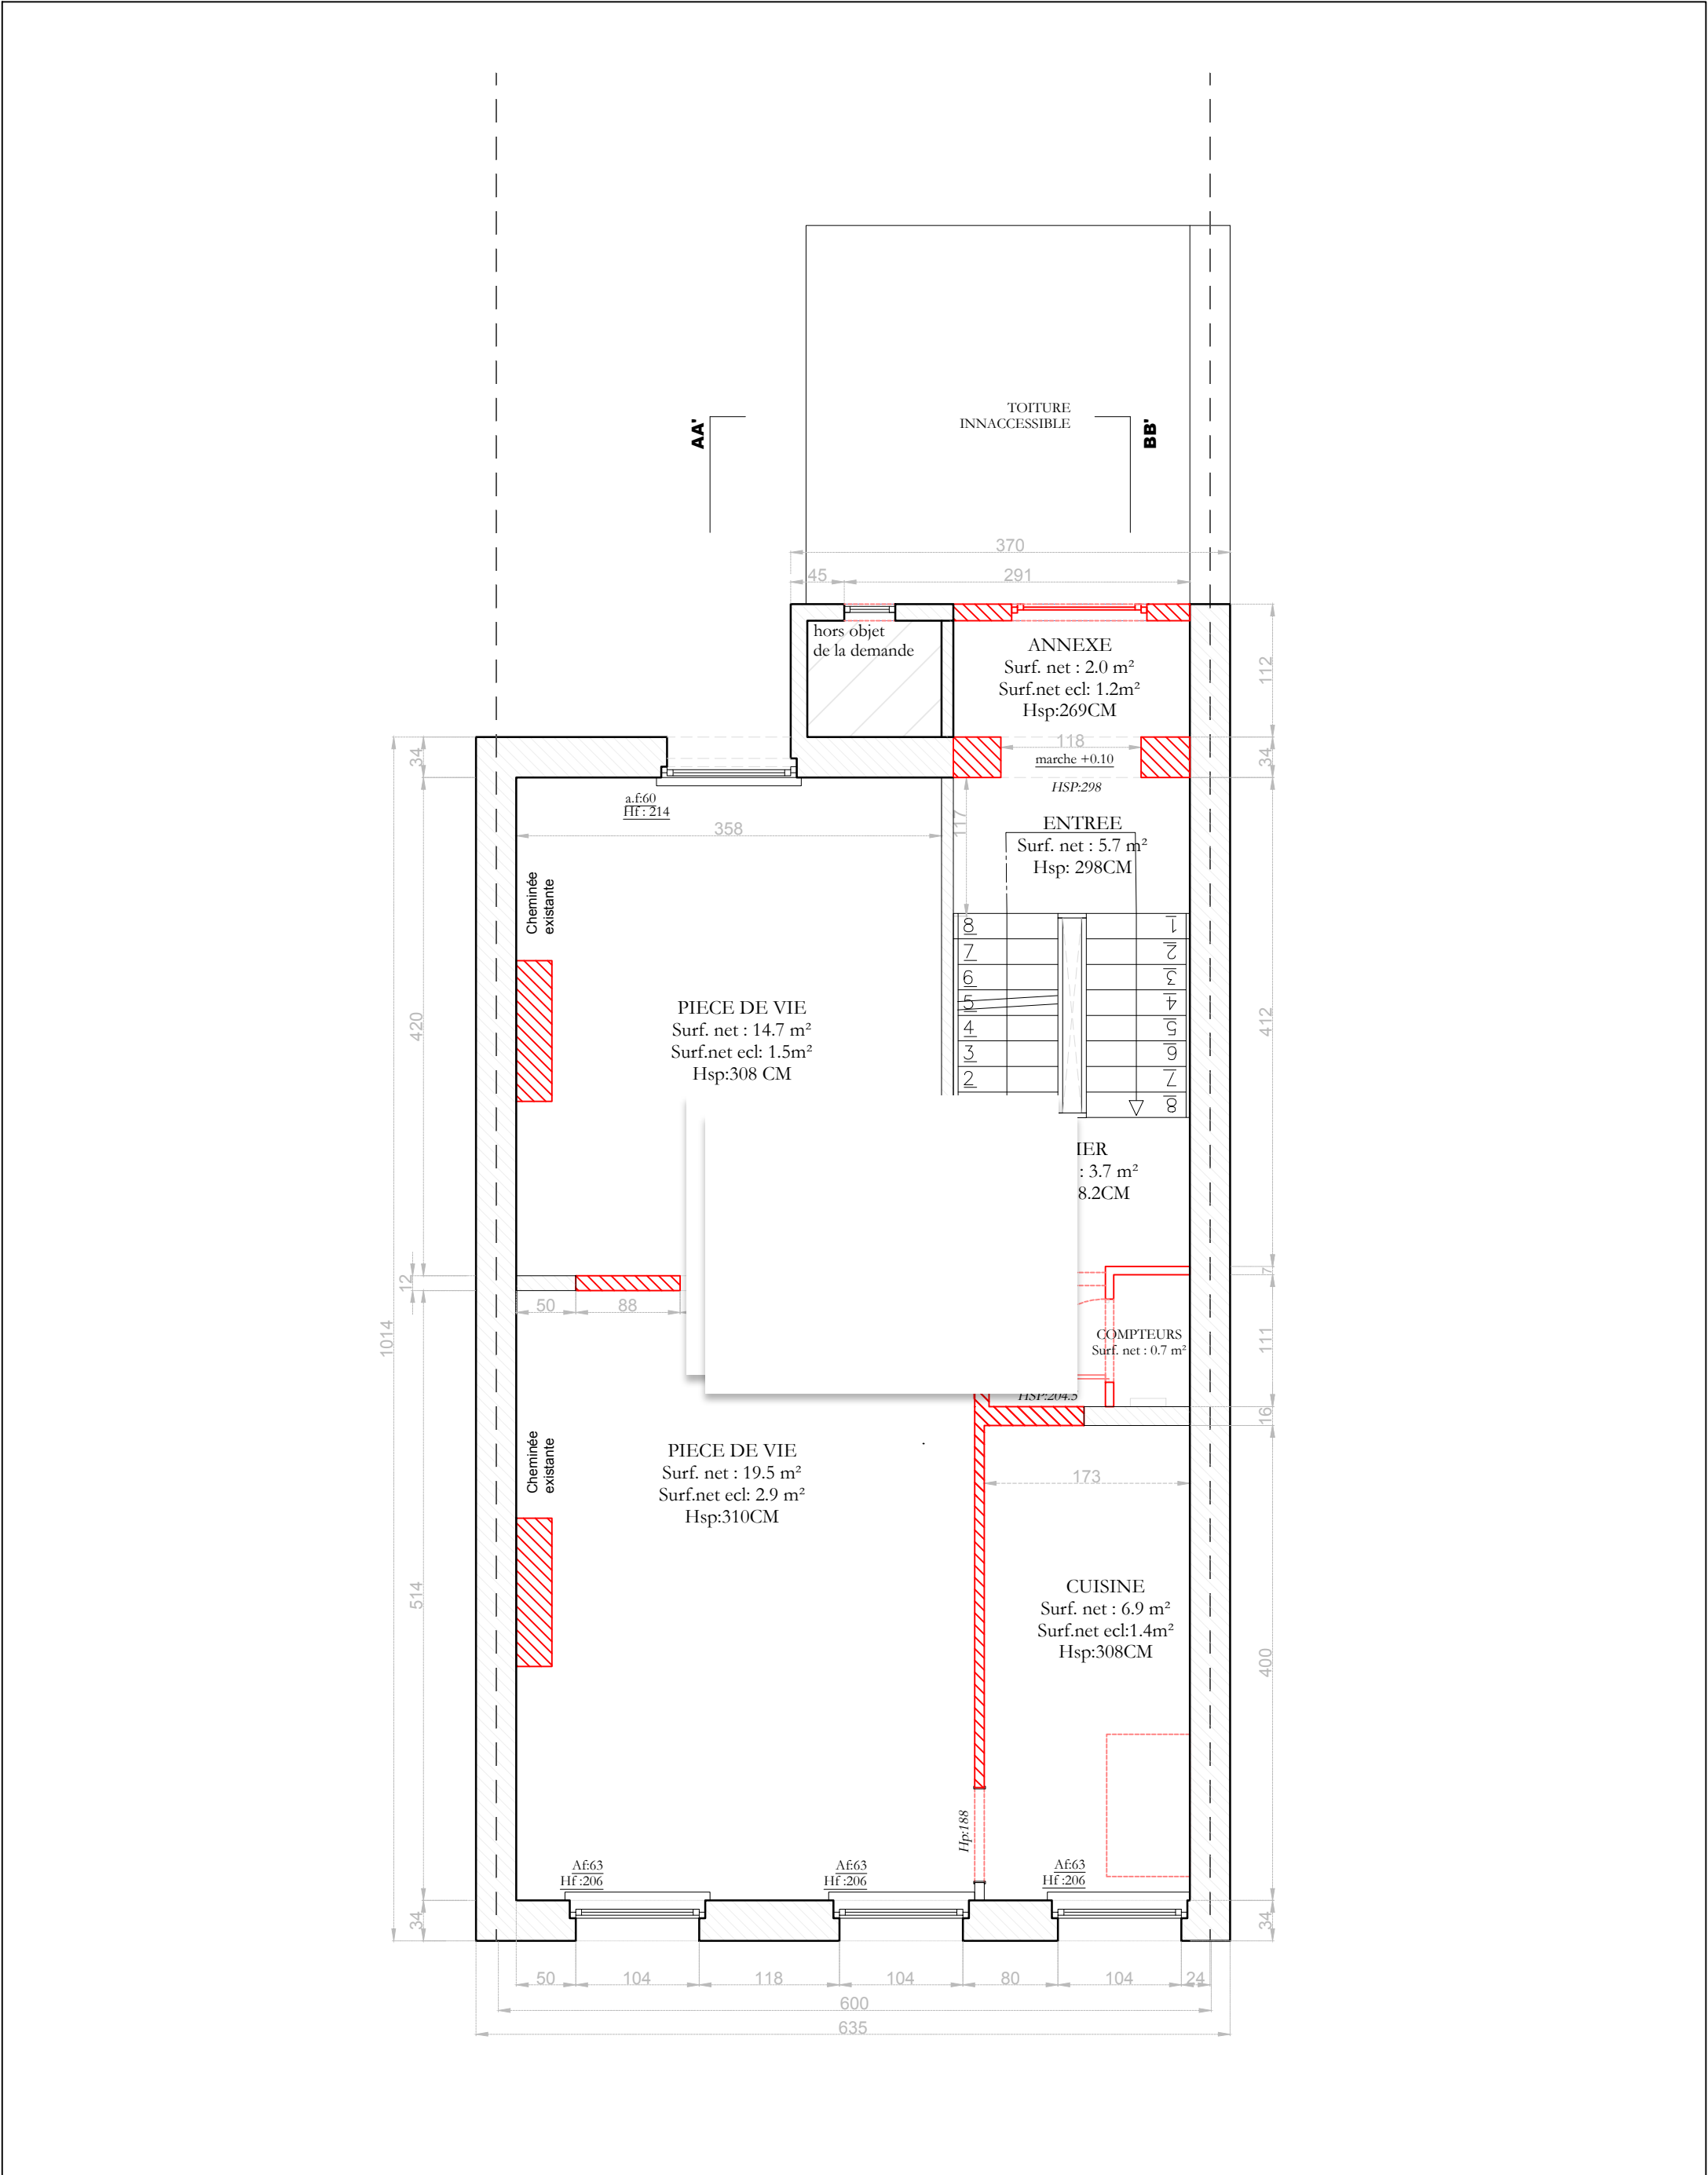 TOITURE
INNACCESSIBLE
AA'
BB'
370
45
291
hors objet
de la demande
ANNEXE
Surf. net : 2.0 m²
Surf.net ecl: 1.2m²
Hsp:269CM
112
34
118
34
marche +0.10
HSP:298
a.f:60
Hf : 214
358
117
ENTREE
Surf. net : 5.7 m²
Hsp: 298CM
Cheminée
existante
8
7
6
5
4
3
2
1
2
3
4
5
6
7
8
PIECE DE VIE
Surf. net : 14.7 m²
Surf.net ecl: 1.5m²
Hsp:308 CM
420
412
IER
: 3.7 m²
8.2CM
12
7
50
88
1014
COMPTEURS
Surf. net : 0.7 m²
111
HSP:204.5
16
Cheminée
existante
PIECE DE VIE
Surf. net : 19.5 m²
Surf.net ecl: 2.9 m²
Hsp:310CM
173
514
CUISINE
Surf. net : 6.9 m²
Surf.net ecl:1.4m²
Hsp:308CM
400
Hp:188
Af:63
Hf :206
Af:63
Hf :206
Af:63
Hf :206
34
34
50
104
118
104
80
104
24
600
635